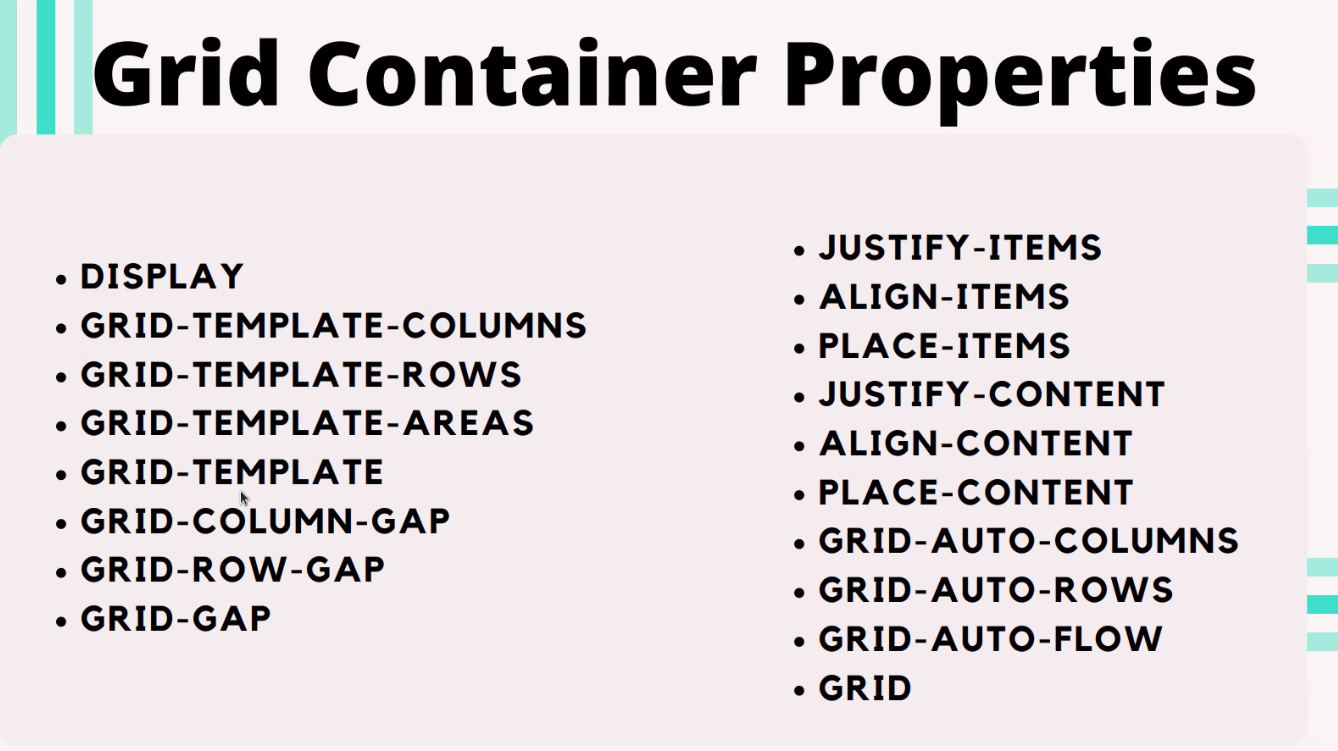 Grid Container Properties
• DISPLAY
• GRID-TEMPLATE-COLUMNS
• GRID-TEMPLATE-ROWS
• GRID-TEMPLATE-AREAS
• GRID-TEMPLATE
• GRID-COLUMN-GAP
• GRID-ROW-GAP
• GRID-GAP
• JUSTIFY-ITEMS
• ALIGN-ITEMS
• PLACE-ITEMS
• JUSTIFY-CONTENT
• ALIGN-CONTENT
• PLACE-CONTENT
• GRID-AUTO-COLUMNS
• GRID-AUTO-ROWS
• GRID-AUTO-FLOW
• GRID